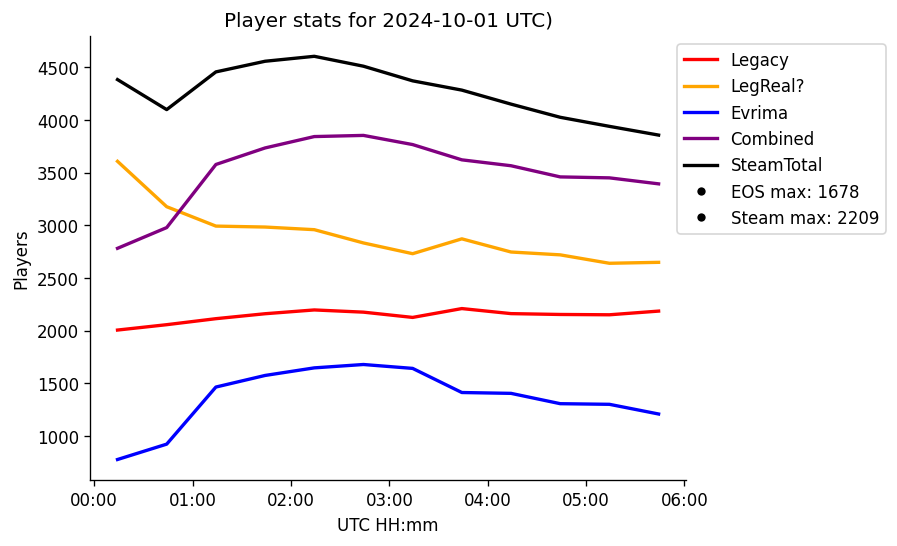 Player stats for 2024-10-01 UTC)
Legacy
LegReal?
Evrima
Combined
SteamTotal
EOS max: 1678
Steam max: 2209
Players
4500
4000
3500
3000
2500
2000
1500
1000
00:00 01:00 02:00 03:00 04:00 05:00 06:00
UTC HH:mm